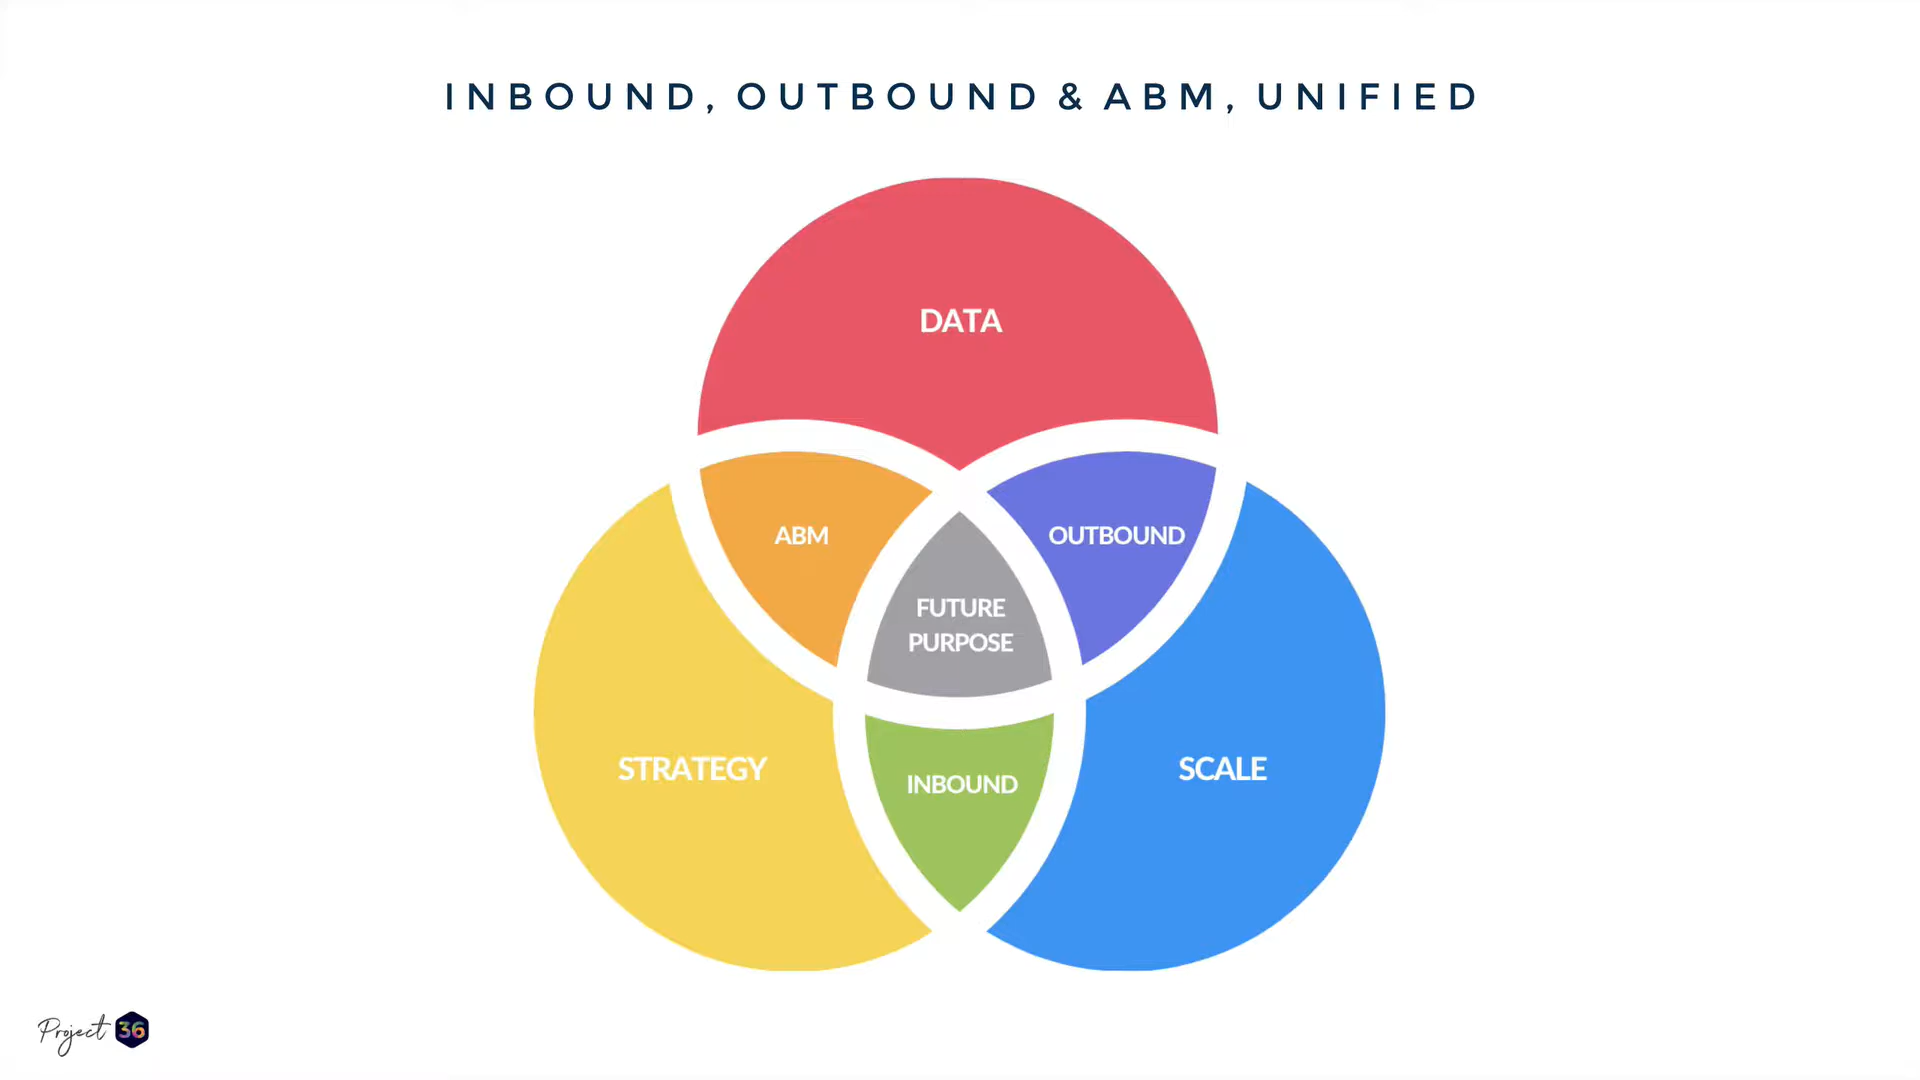 INBOUND, OUTBOUND & ABM, UNIFIED
DATA
ABM
OUTBOUND
FUTURE
PURPOSE
STRATEGY
SCALE
INBOUND
Project 36